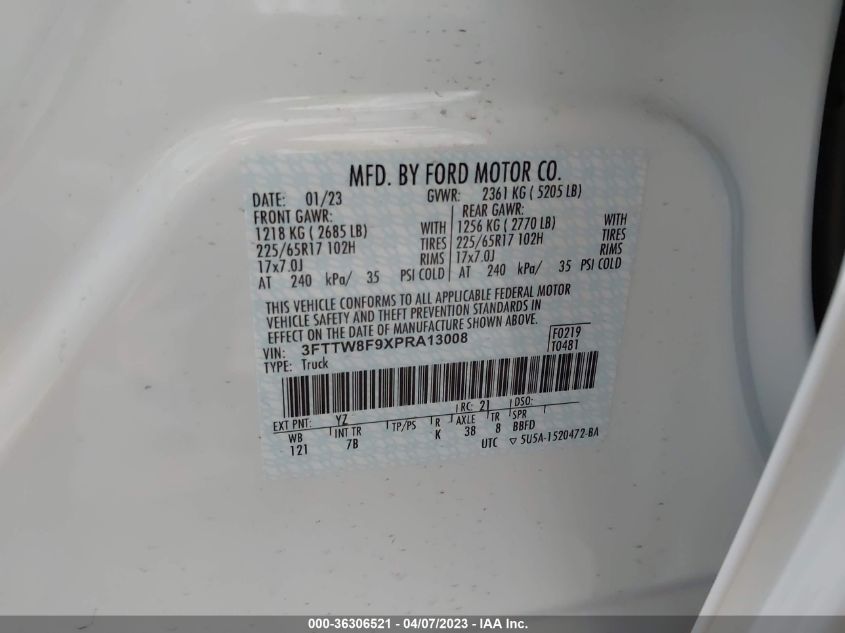 MFD. BY FORD MOTOR CO.
DATE: 01/23 GVWR: 2361 KG ( 5205 LB)
FRONT GAWR: REAR GAWR:
1218 KG ( 2685 LB) WITH 1256 KG ( 2770 LB) WITH
225/65R17 102H TIRES 225/65R17 102H TIRES
17x7.0J RIMS 17x7.0J RIMS
AT 240 kPa/ 35 PSI COLD AT 240 kPa/ 35 PSI COLD
THIS VEHICLE CONFORMS TO ALL APPLICABLE FEDERAL MOTOR
VEHICLE SAFETY AND THEFT PREVENTION STANDARDS IN
EFFECT ON THE DATE OF MANUFACTURE SHOWN ABOVE.
VIN: 3FTTW8F9XPRA13008 F0219
TYPE: Truck T0481
EXT PNT: YZ RC: 21 DSO:
WB INT TR TP/PS R AXLE TR SPR
121 7B K 38 8 BBFD
UTC ▽ 5U5A-1520472-BA
000-36306521 - 04/07/2023 - IAA Inc.